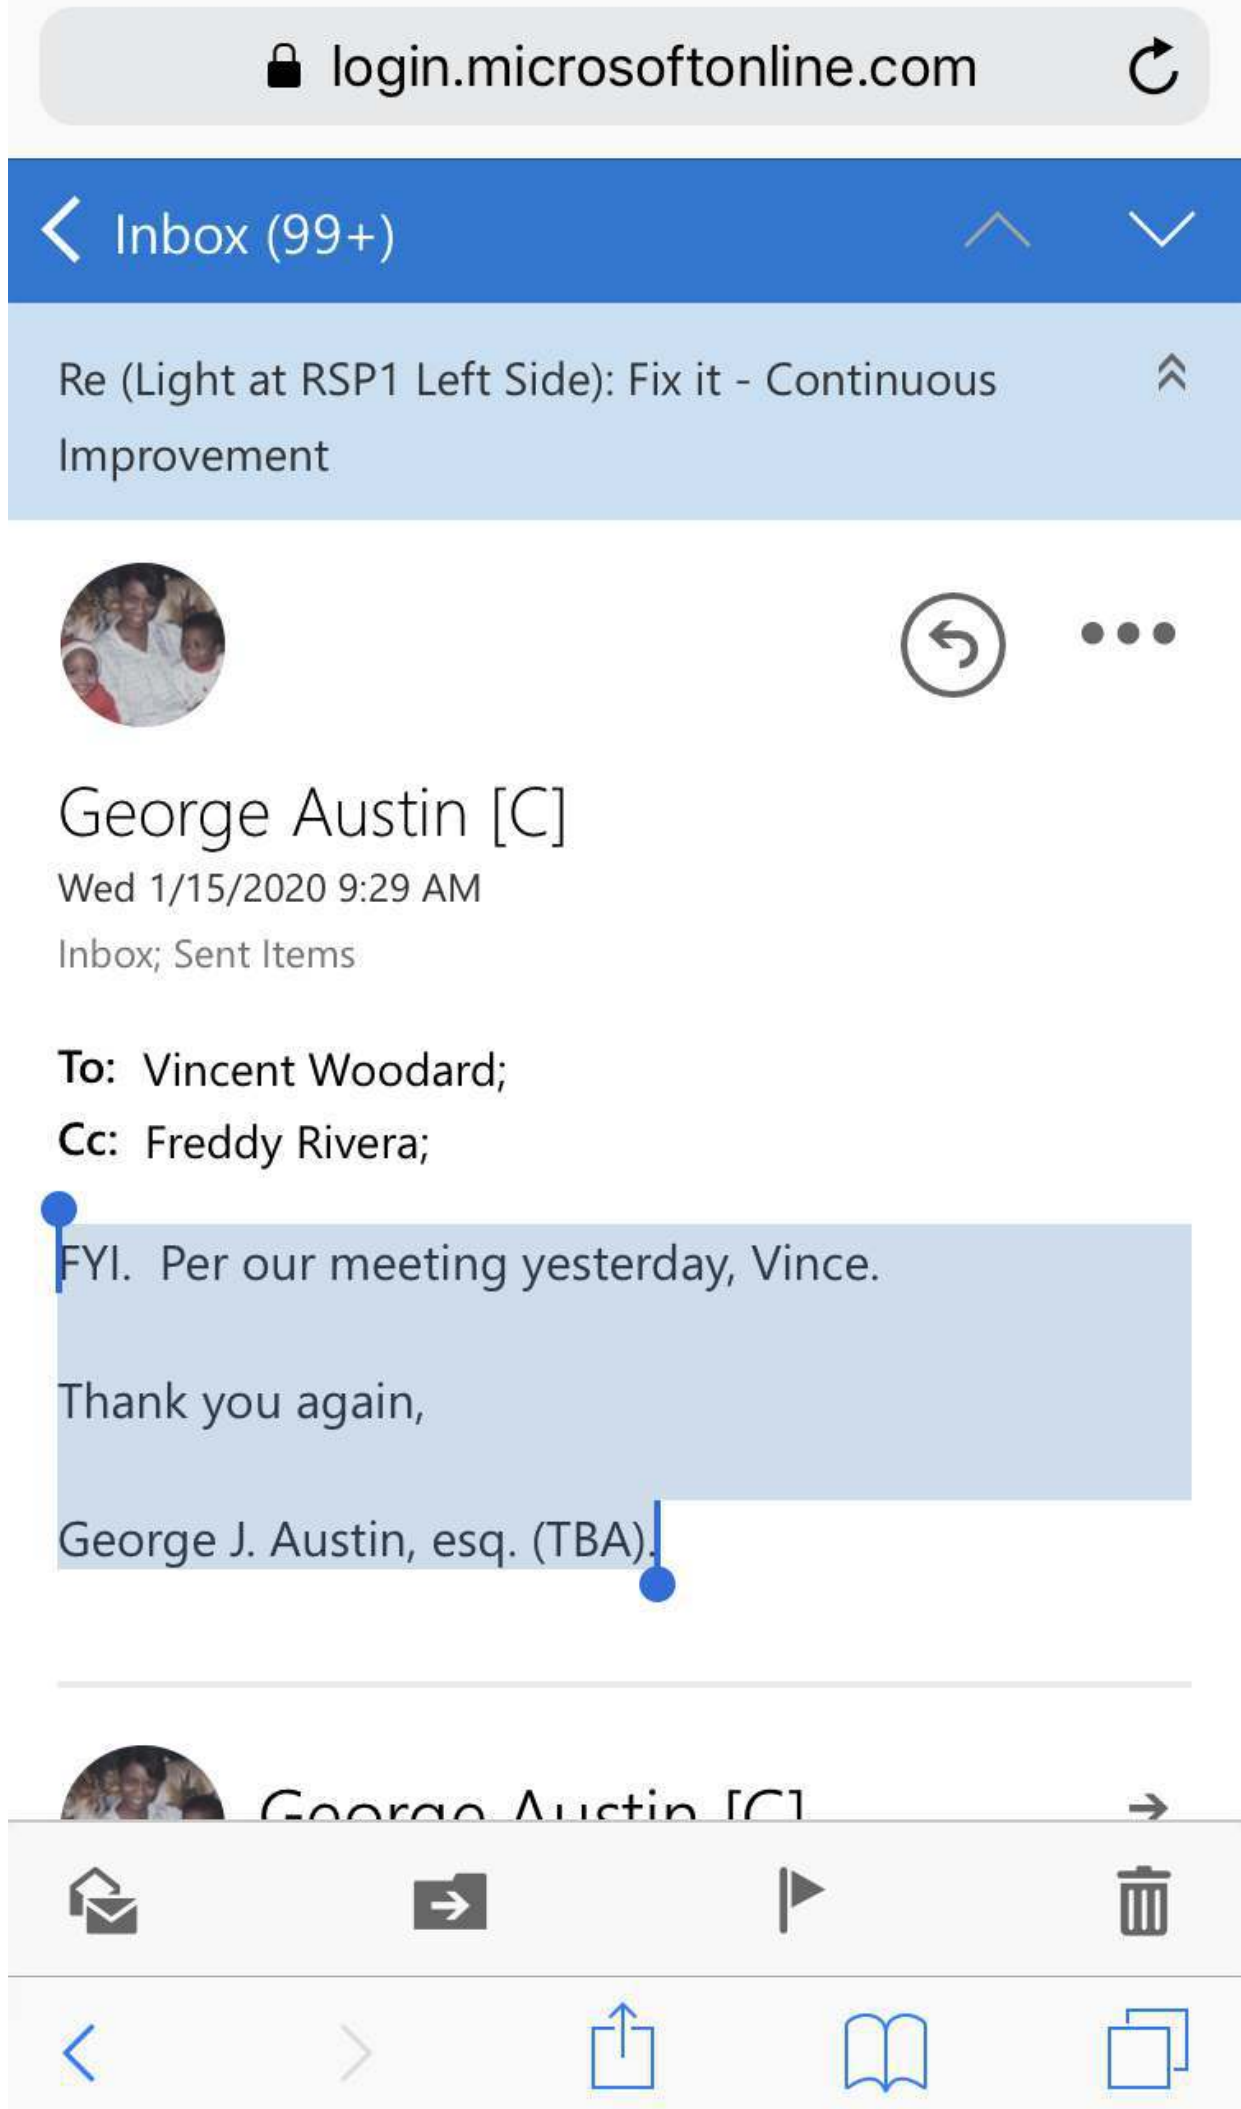 login.microsoftonline.com
Inbox (99+)
Re (Light at RSP1 Left Side): Fix it - Continuous
Improvement
George Austin [C]
Wed 1/15/2020 9:29 AM
Inbox; Sent Items
To: Vincent Woodard;
Cc: Freddy Rivera;
FYI.  Per our meeting yesterday, Vince.
Thank you again,
George J. Austin, esq. (TBA).
George Austin [C]